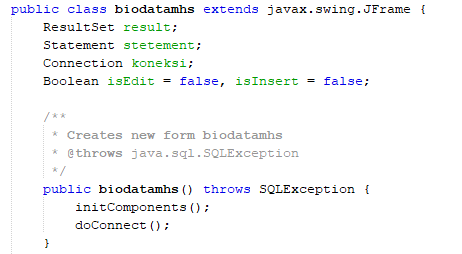 public class biodatamhs extends javax.swing.JFrame {
    ResultSet result;
    Statement stetement;
    Connection koneksi;
    Boolean isEdit = false, isInsert = false;

    /**
     * Creates new form biodatamhs
     * @throws java.sql.SQLException
     */
    public biodatamhs() throws SQLException {
        initComponents();
        doConnect();
    }